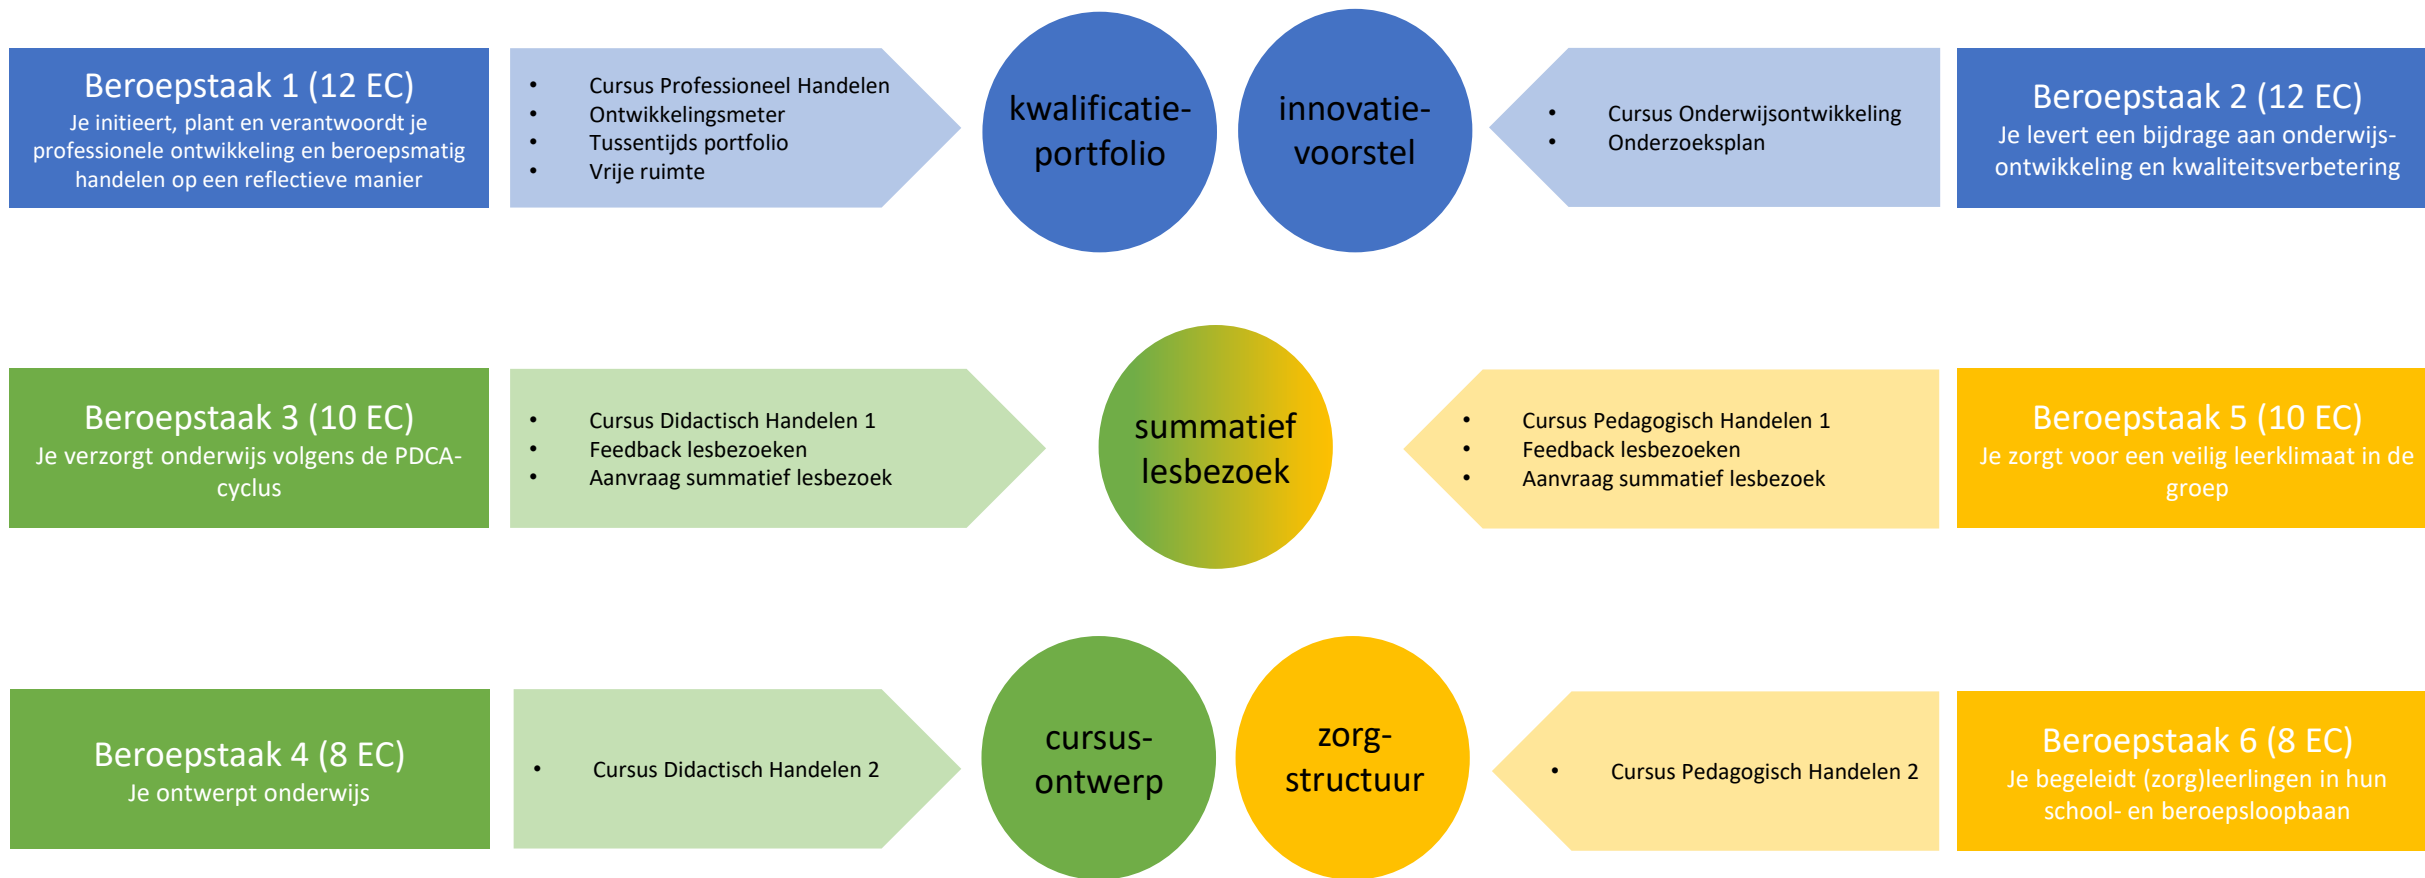 Beroepstaak 1 (12 EC)
Je initieert, plant en verantwoordt je
professionele ontwikkeling en beroepsmatig
handelen op een reflectieve manier
• Cursus Professioneel Handelen
• Ontwikkelingsmeter
• Tussentijds portfolio
• Vrije ruimte
kwalificatie-
portfolio
innovatie-
voorstel
• Cursus Onderwijsontwikkeling
• Onderzoeksplan
Beroepstaak 2 (12 EC)
Je levert een bijdrage aan onderwijs-
ontwikkeling en kwaliteitsverbetering
Beroepstaak 3 (10 EC)
Je verzorgt onderwijs volgens de PDCA-
cyclus
• Cursus Didactisch Handelen 1
• Feedback lesbezoeken
• Aanvraag summatief lesbezoek
summatief
lesbezoek
• Cursus Pedagogisch Handelen 1
• Feedback lesbezoeken
• Aanvraag summatief lesbezoek
Beroepstaak 5 (10 EC)
Je zorgt voor een veilig leerklimaat in de
groep
Beroepstaak 4 (8 EC)
Je ontwerpt onderwijs
• Cursus Didactisch Handelen 2
cursus-
ontwerp
zorg-
structuur
• Cursus Pedagogisch Handelen 2
Beroepstaak 6 (8 EC)
Je begeleidt (zorg)leerlingen in hun
school- en beroepsloopbaan